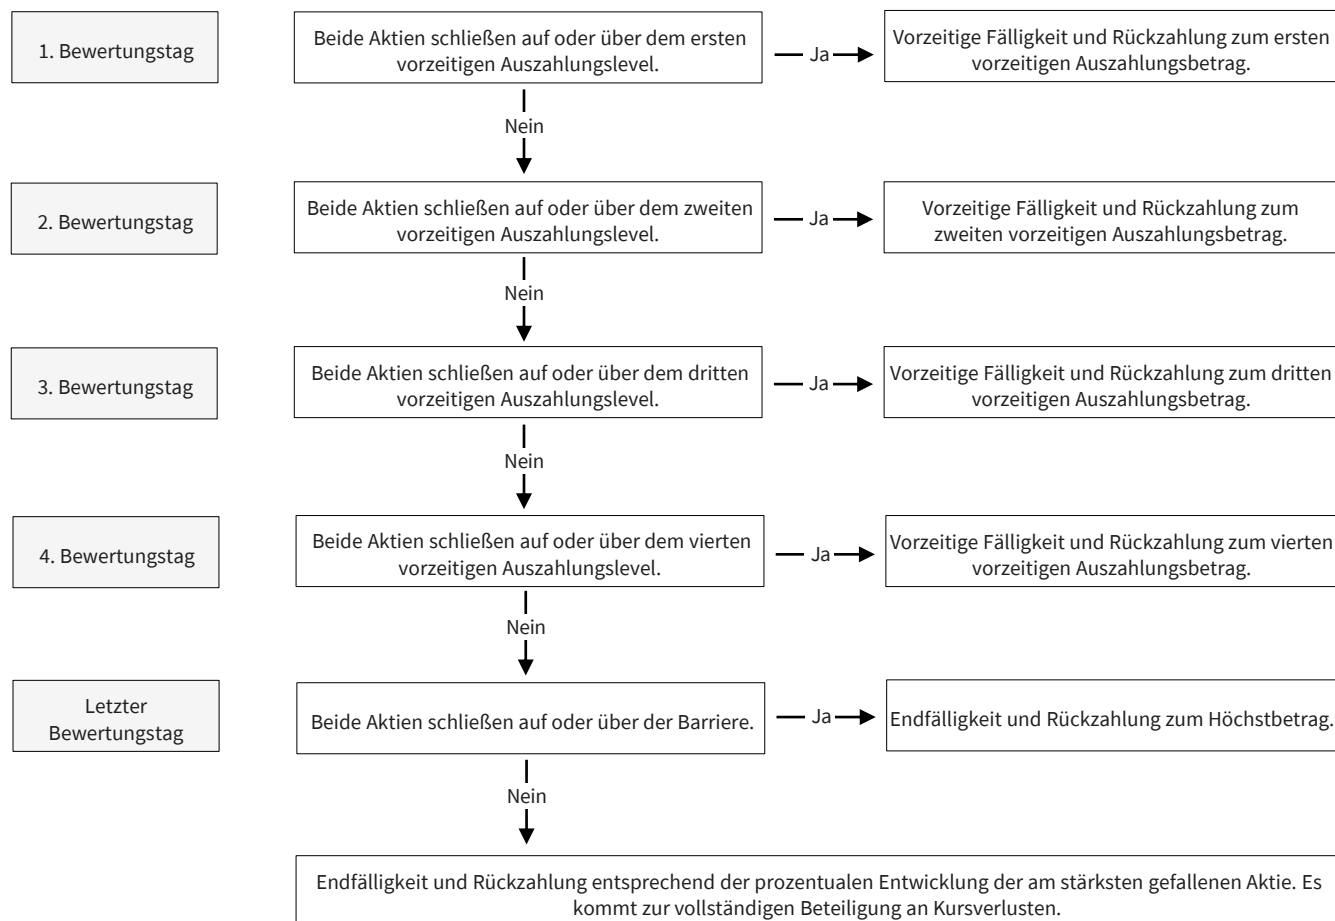 1. Bewertungstag
Beide Aktien schließen auf oder über dem ersten
vorzeitigen Auszahlungslevel.
Ja
Vorzeitige Fälligkeit und Rückzahlung zum ersten
vorzeitigen Auszahlungsbetrag.
Nein
2. Bewertungstag
Beide Aktien schließen auf oder über dem zweiten
vorzeitigen Auszahlungslevel.
Ja
Vorzeitige Fälligkeit und Rückzahlung zum
zweiten vorzeitigen Auszahlungsbetrag.
Nein
3. Bewertungstag
Beide Aktien schließen auf oder über dem dritten
vorzeitigen Auszahlungslevel.
Ja
Vorzeitige Fälligkeit und Rückzahlung zum dritten
vorzeitigen Auszahlungsbetrag.
Nein
4. Bewertungstag
Beide Aktien schließen auf oder über dem vierten
vorzeitigen Auszahlungslevel.
Ja
Vorzeitige Fälligkeit und Rückzahlung zum vierten
vorzeitigen Auszahlungsbetrag.
Nein
Letzter
Bewertungstag
Beide Aktien schließen auf oder über der Barriere.
Ja
Endfälligkeit und Rückzahlung zum Höchstbetrag.
Nein
Endfälligkeit und Rückzahlung entsprechend der prozentualen Entwicklung der am stärksten gefallenen Aktie. Es
kommt zur vollständigen Beteiligung an Kursverlusten.